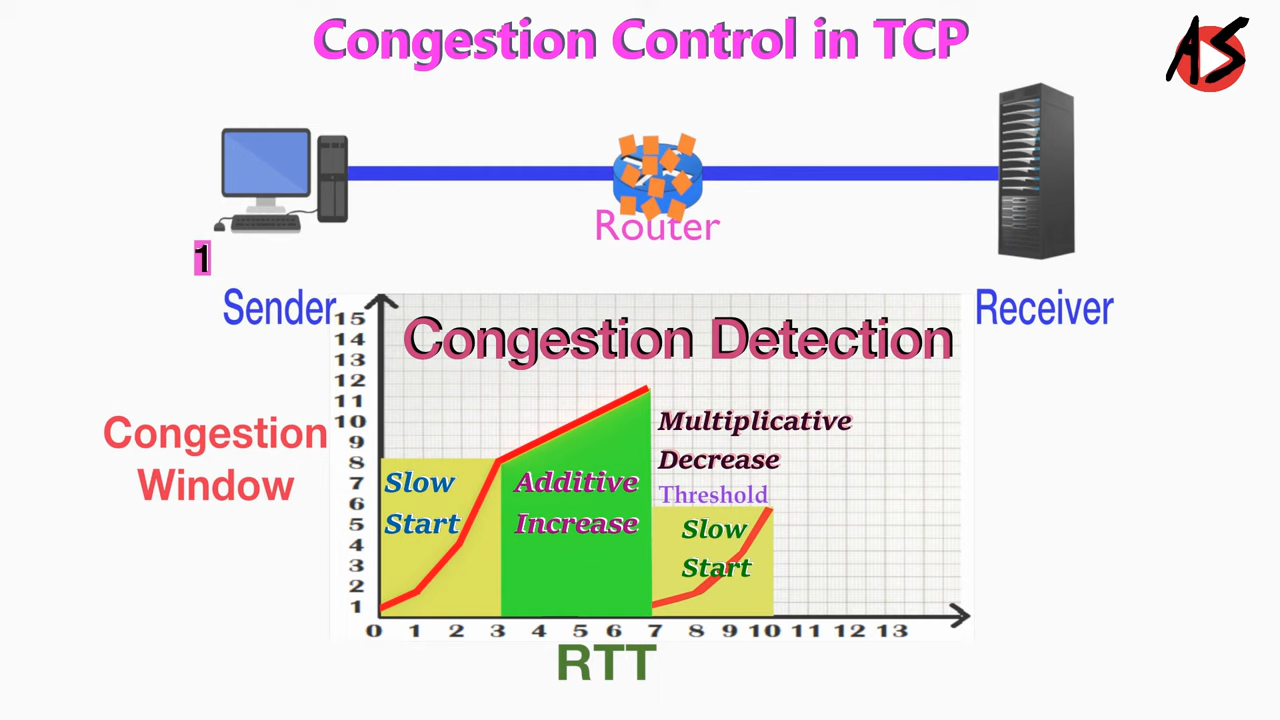 Congestion Control in TCP
AS
Router
1
Sender
Receiver
Congestion Detection
15
14
13
12
11
10
9
8
7
6
5
4
3
2
1
Congestion
Window
Multiplicative
Decrease
Threshold
Slow
Start
Additive
Increase
Slow
Start
0 1 2 3 4 5 6 7 8 9 10 11 12 13
RTT